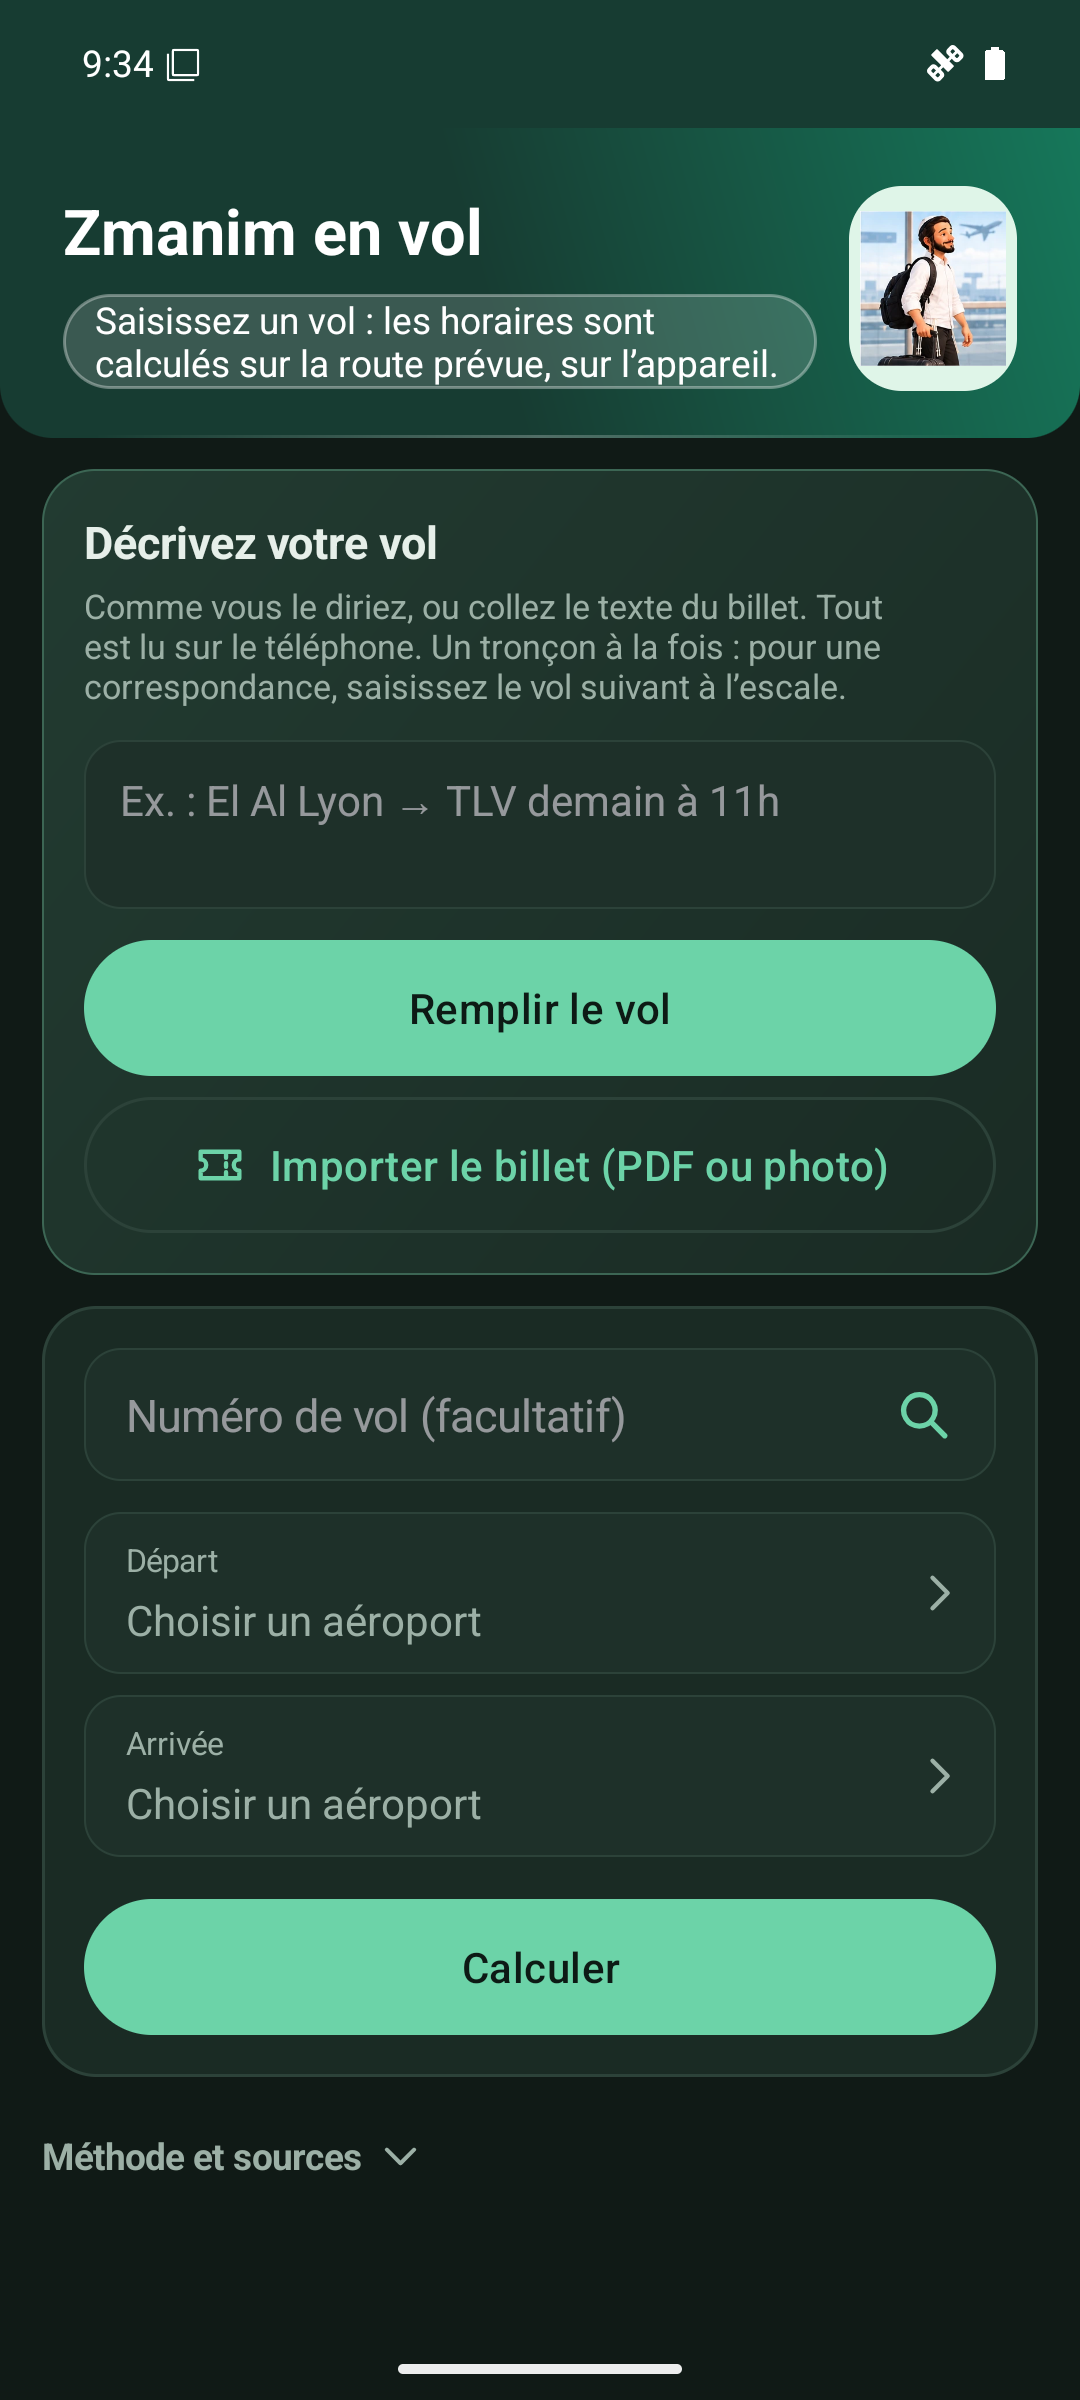 9:34
Zmanim en vol
Saisissez un vol : les horaires sont
calculés sur la route prévue, sur l’appareil.
Décrivez votre vol
Comme vous le diriez, ou collez le texte du billet. Tout
est lu sur le téléphone. Un tronçon à la fois : pour une
correspondance, saisissez le vol suivant à l’escale.
Ex. : El Al Lyon → TLV demain à 11h
Remplir le vol
Importer le billet (PDF ou photo)
Numéro de vol (facultatif)
Départ
Choisir un aéroport
Arrivée
Choisir un aéroport
Calculer
Méthode et sources